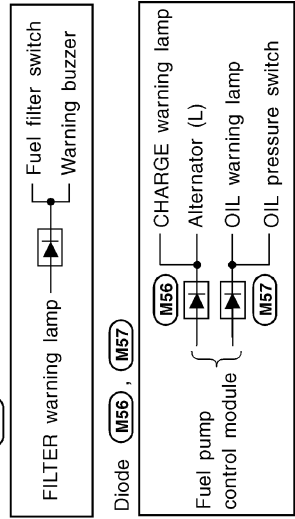 FILTER warning lamp
Fuel filter switch
Warning buzzer
Diode M56 , M57
Fuel pump
control module
M56
M57
CHARGE warning lamp
Alternator (L)
OIL warning lamp
OIL pressure switch